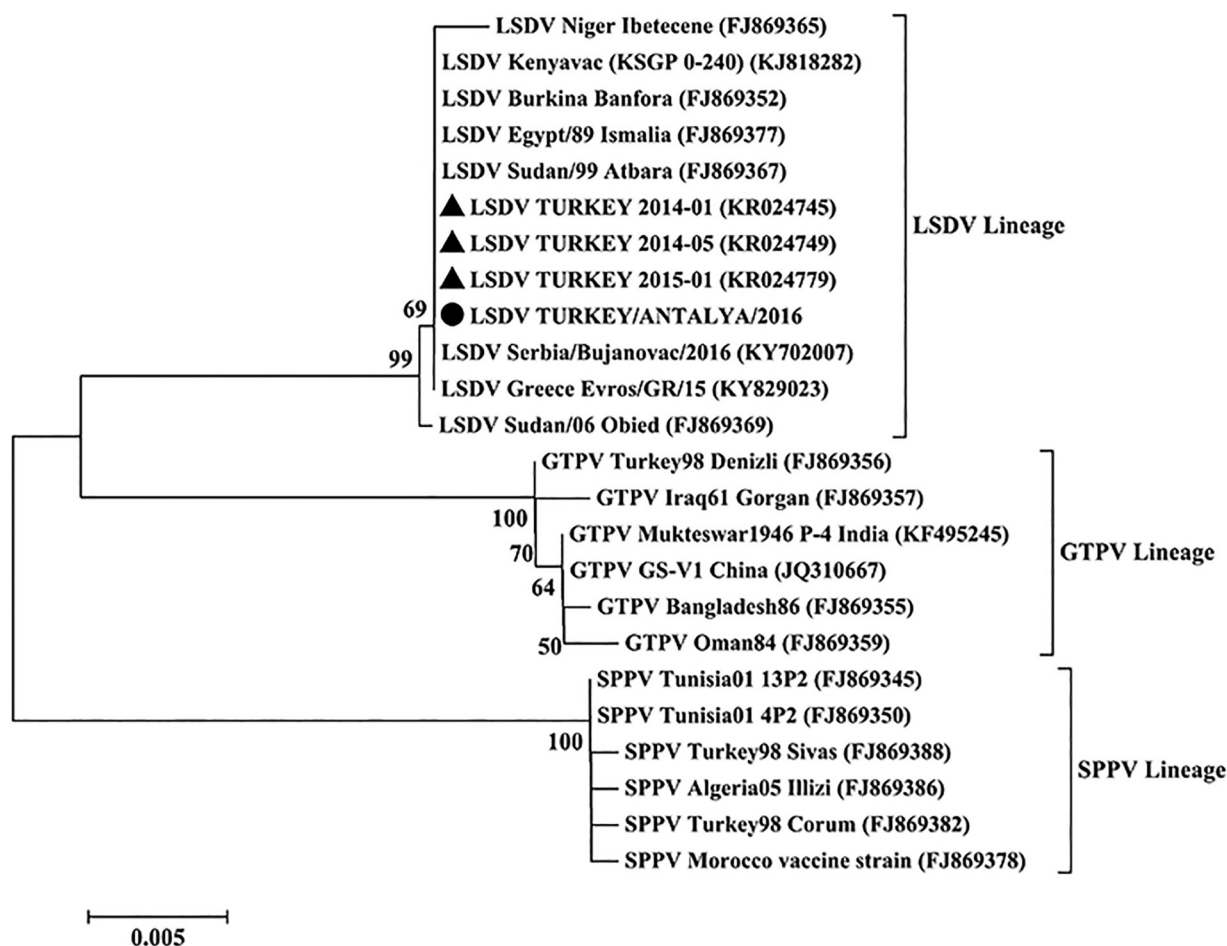 LSDV Niger Ibetecene (FJ869365)
LSDV Kenyavac (KSGP 0-240) (KJ818282)
LSDV Burkina Banfora (FJ869352)
LSDV Egypt/89 Ismalia (FJ869377)
LSDV Sudan/99 Atbara (FJ869367)
LSDV TURKEY 2014-01 (KR024745)
LSDV Lineage
LSDV TURKEY 2014-05 (KR024749)
LSDV TURKEY 2015-01 (KR024779)
69
LSDV TURKEY/ANTALYA/2016
99
LSDV Serbia/Bujanovac/2016 (KY702007)
LSDV Greece Evros/GR/15 (KY829023)
LSDV Sudan/06 Obied (FJ869369)
GTPV Turkey98 Denizli (FJ869356)
GTPV Iraq61 Gorgan (FJ869357)
100
GTPV Mukteswar1946 P-4 India (KF495245)
70
GTPV Lineage
GTPV GS-V1 China (JQ310667)
64
GTPV Bangladesh86 (FJ869355)
50
GTPV Oman84 (FJ869359)
SPPV Tunisia01 13P2 (FJ869345)
SPPV Tunisia01 4P2 (FJ869350)
100
SPPV Turkey98 Sivas (FJ869388)
SPPV Lineage
SPPV Algeria05 Illizi (FJ869386)
SPPV Turkey98 Corum (FJ869382)
SPPV Morocco vaccine strain (FJ869378)
0.005